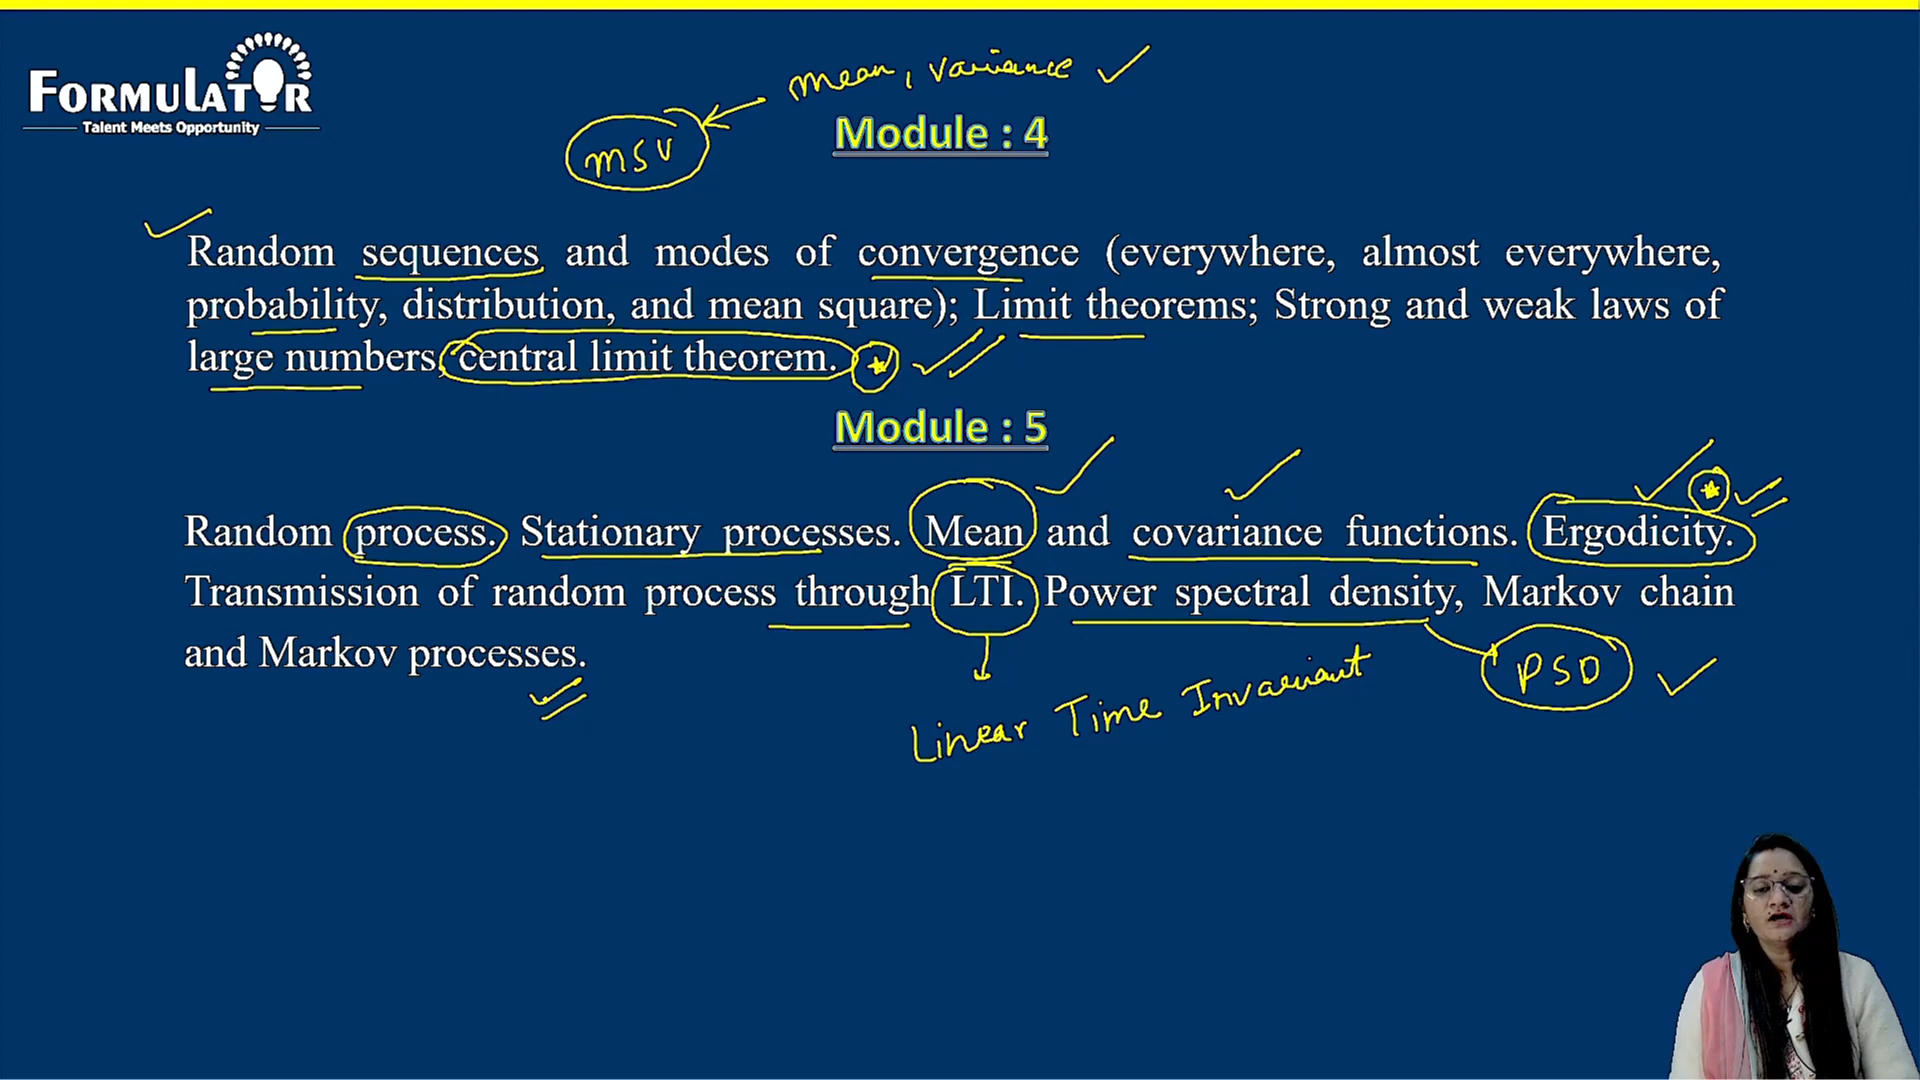 FORMULATOR
Talent Meets Opportunity
mean, variance
MSV
Module : 4
Random sequences and modes of convergence (everywhere, almost everywhere,
probability, distribution, and mean square); Limit theorems; Strong and weak laws of
large numbers, central limit theorem.
Module : 5
Random process. Stationary processes. Mean and covariance functions. Ergodicity.
Transmission of random process through LTI. Power spectral density, Markov chain
and Markov processes.
PSD
Linear Time Invariant